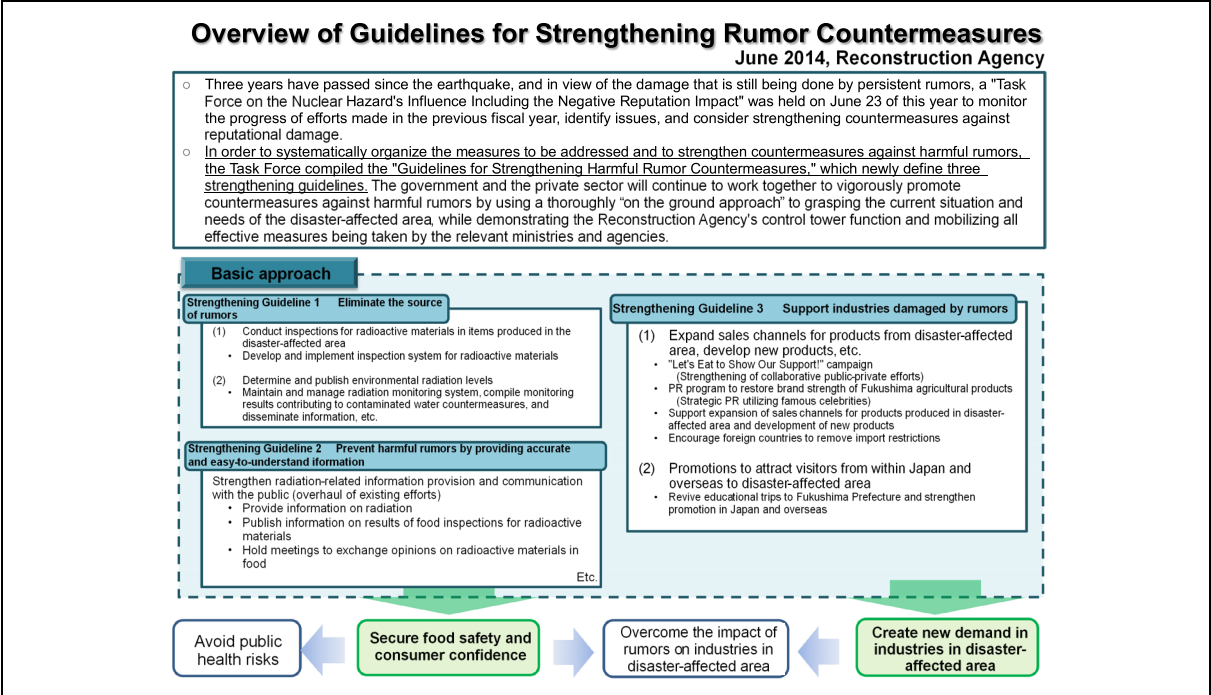 Overview of Guidelines for Strengthening Rumor Countermeasures
June 2014, Reconstruction Agency
○ Three years have passed since the earthquake, and in view of the damage that is still being done by persistent rumors, a "Task
Force on the Nuclear Hazard's Influence Including the Negative Reputation Impact" was held on June 23 of this year to monitor
the progress of efforts made in the previous fiscal year, identify issues, and consider strengthening countermeasures against
reputational damage.
○ In order to systematically organize the measures to be addressed and to strengthen countermeasures against harmful rumors,
the Task Force compiled the "Guidelines for Strengthening Harmful Rumor Countermeasures," which newly define three
strengthening guidelines. The government and the private sector will continue to work together to vigorously promote
countermeasures against harmful rumors by using a thoroughly “on the ground approach” to grasping the current situation and
needs of the disaster-affected area, while demonstrating the Reconstruction Agency's control tower function and mobilizing all
effective measures being taken by the relevant ministries and agencies.
Basic approach
Strengthening Guideline 1 Eliminate the source
of rumors
(1) Conduct inspections for radioactive materials in items produced in the
disaster-affected area
• Develop and implement inspection system for radioactive materials
(2) Determine and publish environmental radiation levels
• Maintain and manage radiation monitoring system, compile monitoring
results contributing to contaminated water countermeasures, and
disseminate information, etc.
Strengthening Guideline 2 Prevent harmful rumors by providing accurate
and easy-to-understand iformation
Strengthen radiation-related information provision and communication
with the public (overhaul of existing efforts)
• Provide information on radiation
• Publish information on results of food inspections for radioactive
materials
• Hold meetings to exchange opinions on radioactive materials in
food
Etc.
Strengthening Guideline 3 Support industries damaged by rumors
(1) Expand sales channels for products from disaster-affected
area, develop new products, etc.
• "Let's Eat to Show Our Support!" campaign
(Strengthening of collaborative public-private efforts)
• PR program to restore brand strength of Fukushima agricultural products
(Strategic PR utilizing famous celebrities)
• Support expansion of sales channels for products produced in disaster-
affected area and development of new products
• Encourage foreign countries to remove import restrictions
(2) Promotions to attract visitors from within Japan and
overseas to disaster-affected area
• Revive educational trips to Fukushima Prefecture and strengthen
promotion in Japan and overseas
Avoid public
health risks
Secure food safety and
consumer confidence
Overcome the impact of
rumors on industries in
disaster-affected area
Create new demand in
industries in disaster-
affected area